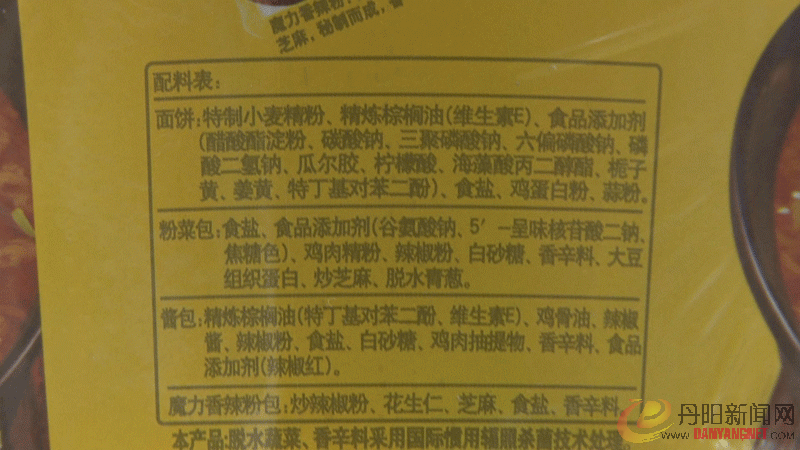 魔力香辣粉
芝麻，秘制而成，香
配料表：
面饼：特制小麦精粉、精炼棕榈油(维生素E)、食品添加剂
(醋酸酯淀粉、碳酸钠、三聚磷酸钠、六偏磷酸钠、磷
酸二氢钠、瓜尔胶、柠檬酸、海藻酸丙二醇酯、栀子
黄、姜黄、特丁基对苯二酚)、食盐、鸡蛋白粉、蒜粉。
粉菜包：食盐、食品添加剂(谷氨酸钠、5′-呈味核苷酸二钠、
焦糖色)、鸡肉精粉、辣椒粉、白砂糖、香辛料、大豆
组织蛋白、炒芝麻、脱水青葱。
酱包：精炼棕榈油(特丁基对苯二酚、维生素E)、鸡骨油、辣椒
酱、辣椒粉、食盐、白砂糖、鸡肉抽提物、香辛料、食品
添加剂(辣椒红)。
魔力香辣粉包：炒辣椒粉、花生仁、芝麻、食盐、香辛料
本产品：脱水蔬菜、香辛料采用国际惯用辐照杀菌技术处理
丹阳新闻网
WWW.DANYANG.NET